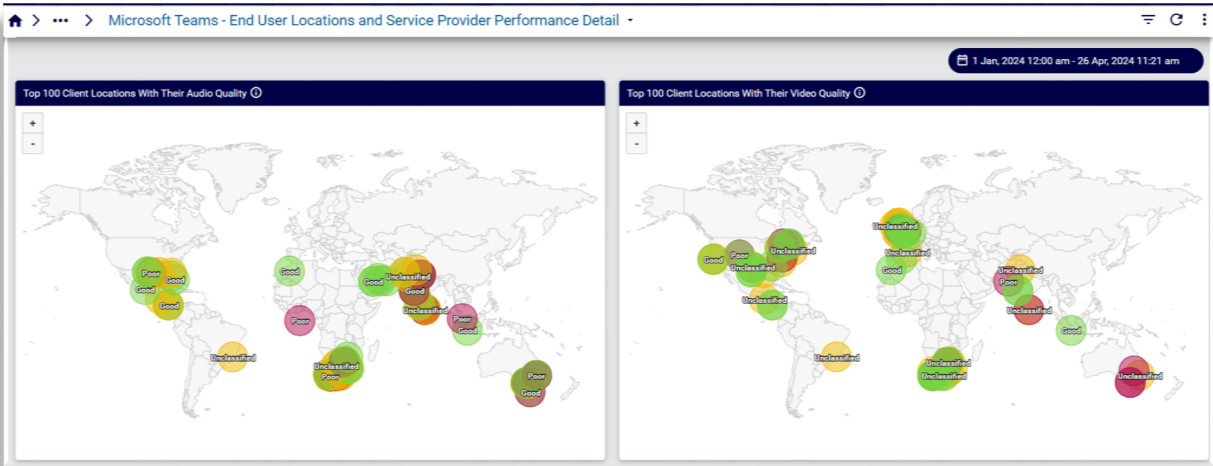 Microsoft Teams - End User Locations and Service Provider Performance Detail
1 Jan, 2024 12:00 am - 26 Apr, 2024 11:21 am
Top 100 Client Locations With Their Audio Quality
+
-
Poor
Good
Good
Good
Good
Good
Unclassified
Good
Unclassified
Poor
Poor
Good
Unclassified
Unclassified
Poor
Poor
Good
Top 100 Client Locations With Their Video Quality
+
-
Unclassified
Unclassified
Good
Poor
Unclassified
Unclassified
Good
Unclassified
Poor
Unclassified
Unclassified
Good
Unclassified
Unclassified
Unclassified
Unclassified